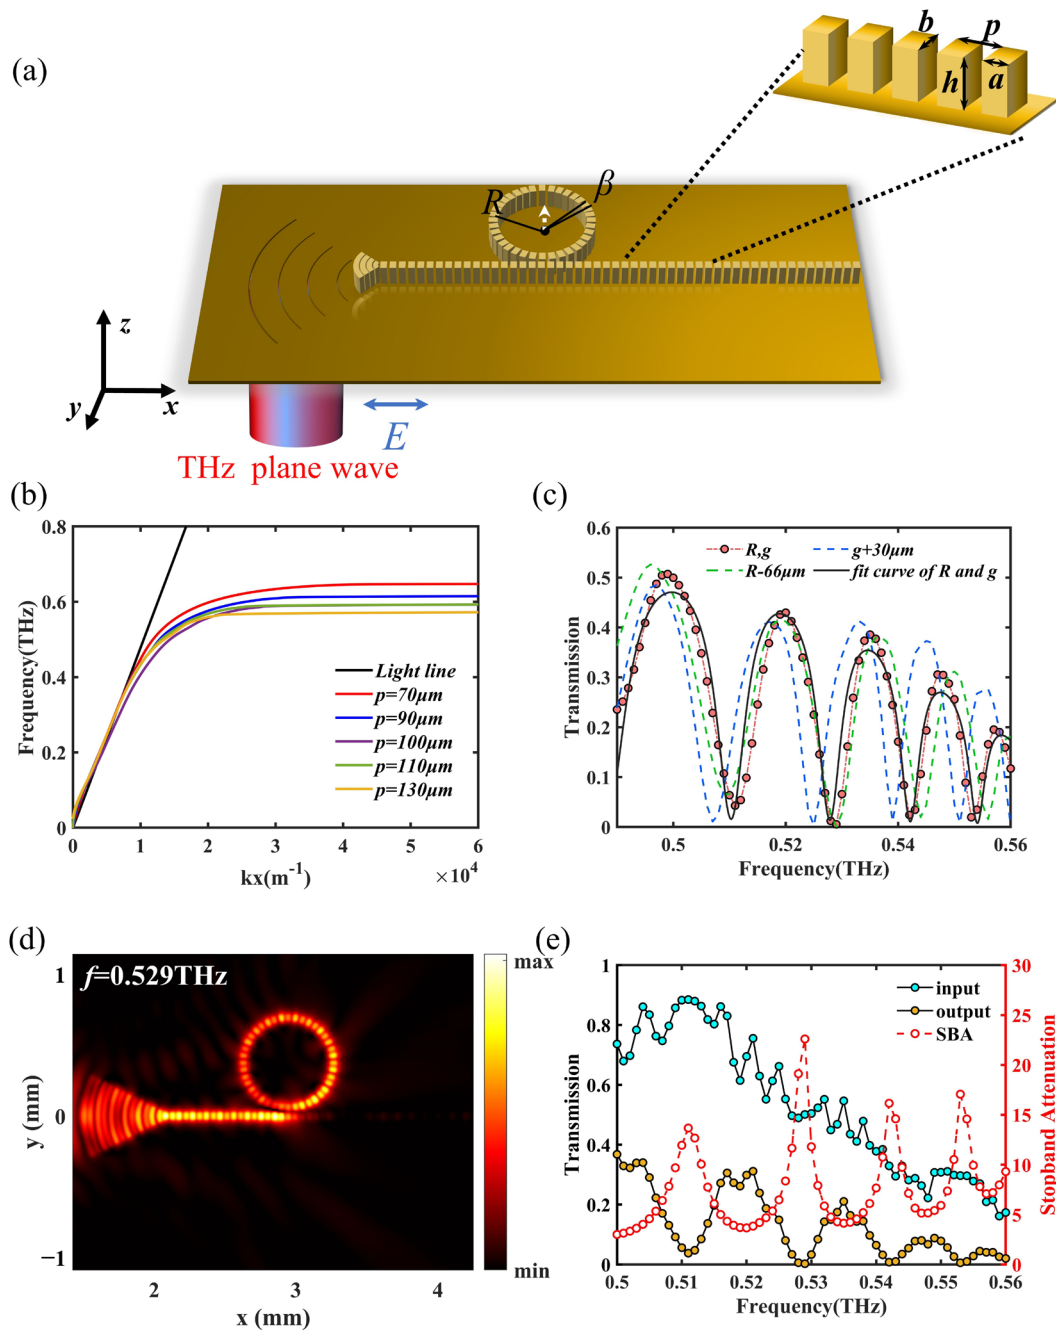 (a)
b
p
h
a
R
β
z
y
x
E
THz plane wave
(b)
0.8
0.6
0.4
0.2
0
Frequency(THz)
Light line
p=70μm
p=90μm
p=100μm
p=110μm
p=130μm
0 1 2 3 4 5 6
kx(m⁻¹)
×10⁴
(c)
0.6
0.5
0.4
0.3
0.2
0.1
0
Transmission
R,g
g+30μm
R-66μm
fit curve of R and g
0.5 0.52 0.54 0.56
Frequency(THz)
(d)
f=0.529THz
1
0
−1
y (mm)
2 3 4
x (mm)
max
min
(e)
1
0.8
0.6
0.4
0.2
0
Transmission
input
output
SBA
30
25
20
15
10
5
0
Stopband Attenuation
0.5 0.51 0.52 0.53 0.54 0.55 0.56
Frequency(THz)